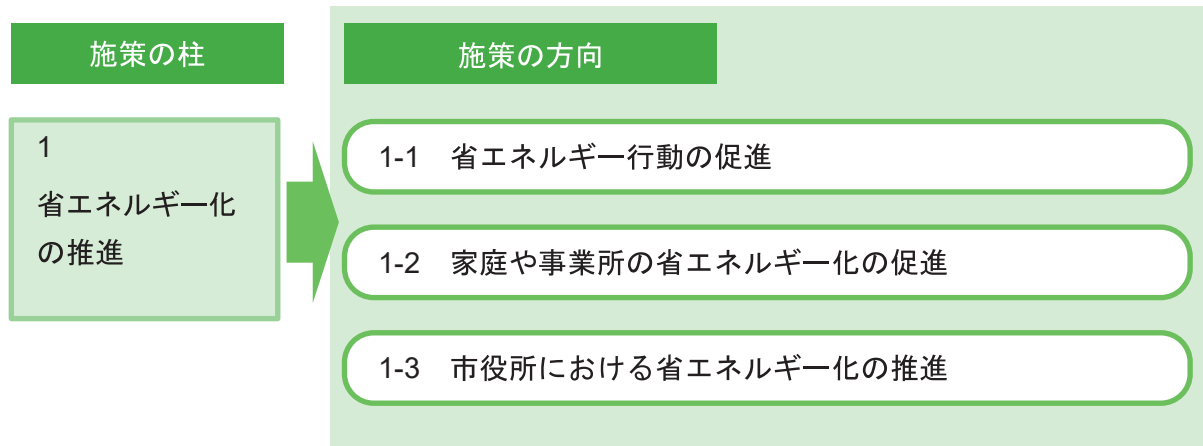 施策の柱
施策の方向
1
省エネルギー化
の推進
1-1 省エネルギー行動の促進
1-2 家庭や事業所の省エネルギー化の促進
1-3 市役所における省エネルギー化の推進